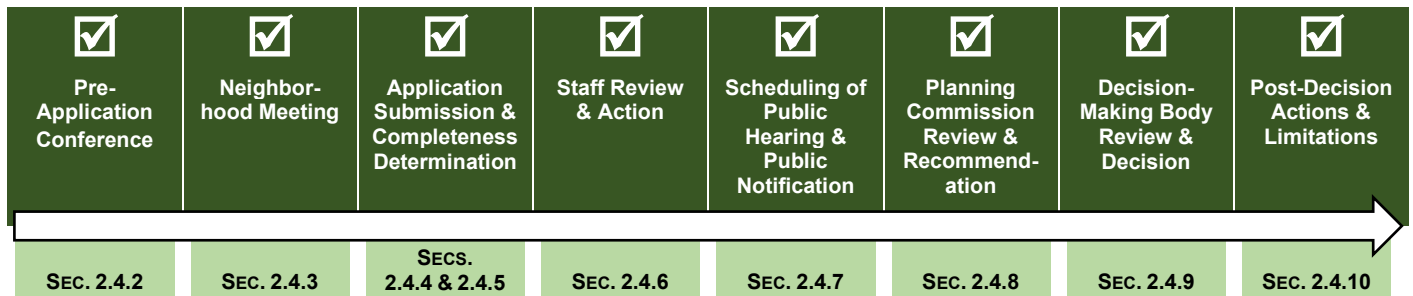 Pre-
Application
Conference
Neighbor-
hood Meeting
Application
Submission &
Completeness
Determination
Staff Review
& Action
Scheduling of
Public
Hearing &
Public
Notification
Planning
Commission
Review &
Recommend-
ation
Decision-
Making Body
Review &
Decision
Post-Decision
Actions &
Limitations
SEC. 2.4.2
SEC. 2.4.3
SECS.
2.4.4 & 2.4.5
SEC. 2.4.6
SEC. 2.4.7
SEC. 2.4.8
SEC. 2.4.9
SEC. 2.4.10